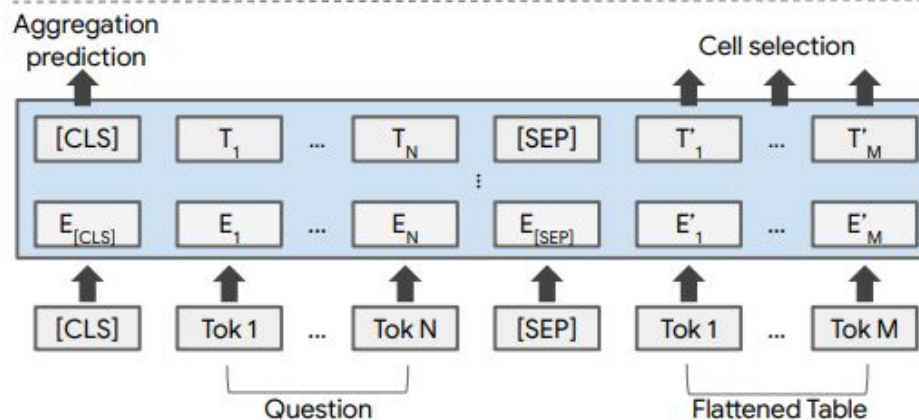 Aggregation
prediction
Cell selection
[CLS] T1 ... TN [SEP] T'1 ... T'M
...
E[CLS] E1 ... EN E[SEP] E'1 ... E'M
[CLS] Tok 1 ... Tok N [SEP] Tok 1 ... Tok M
Question Flattened Table